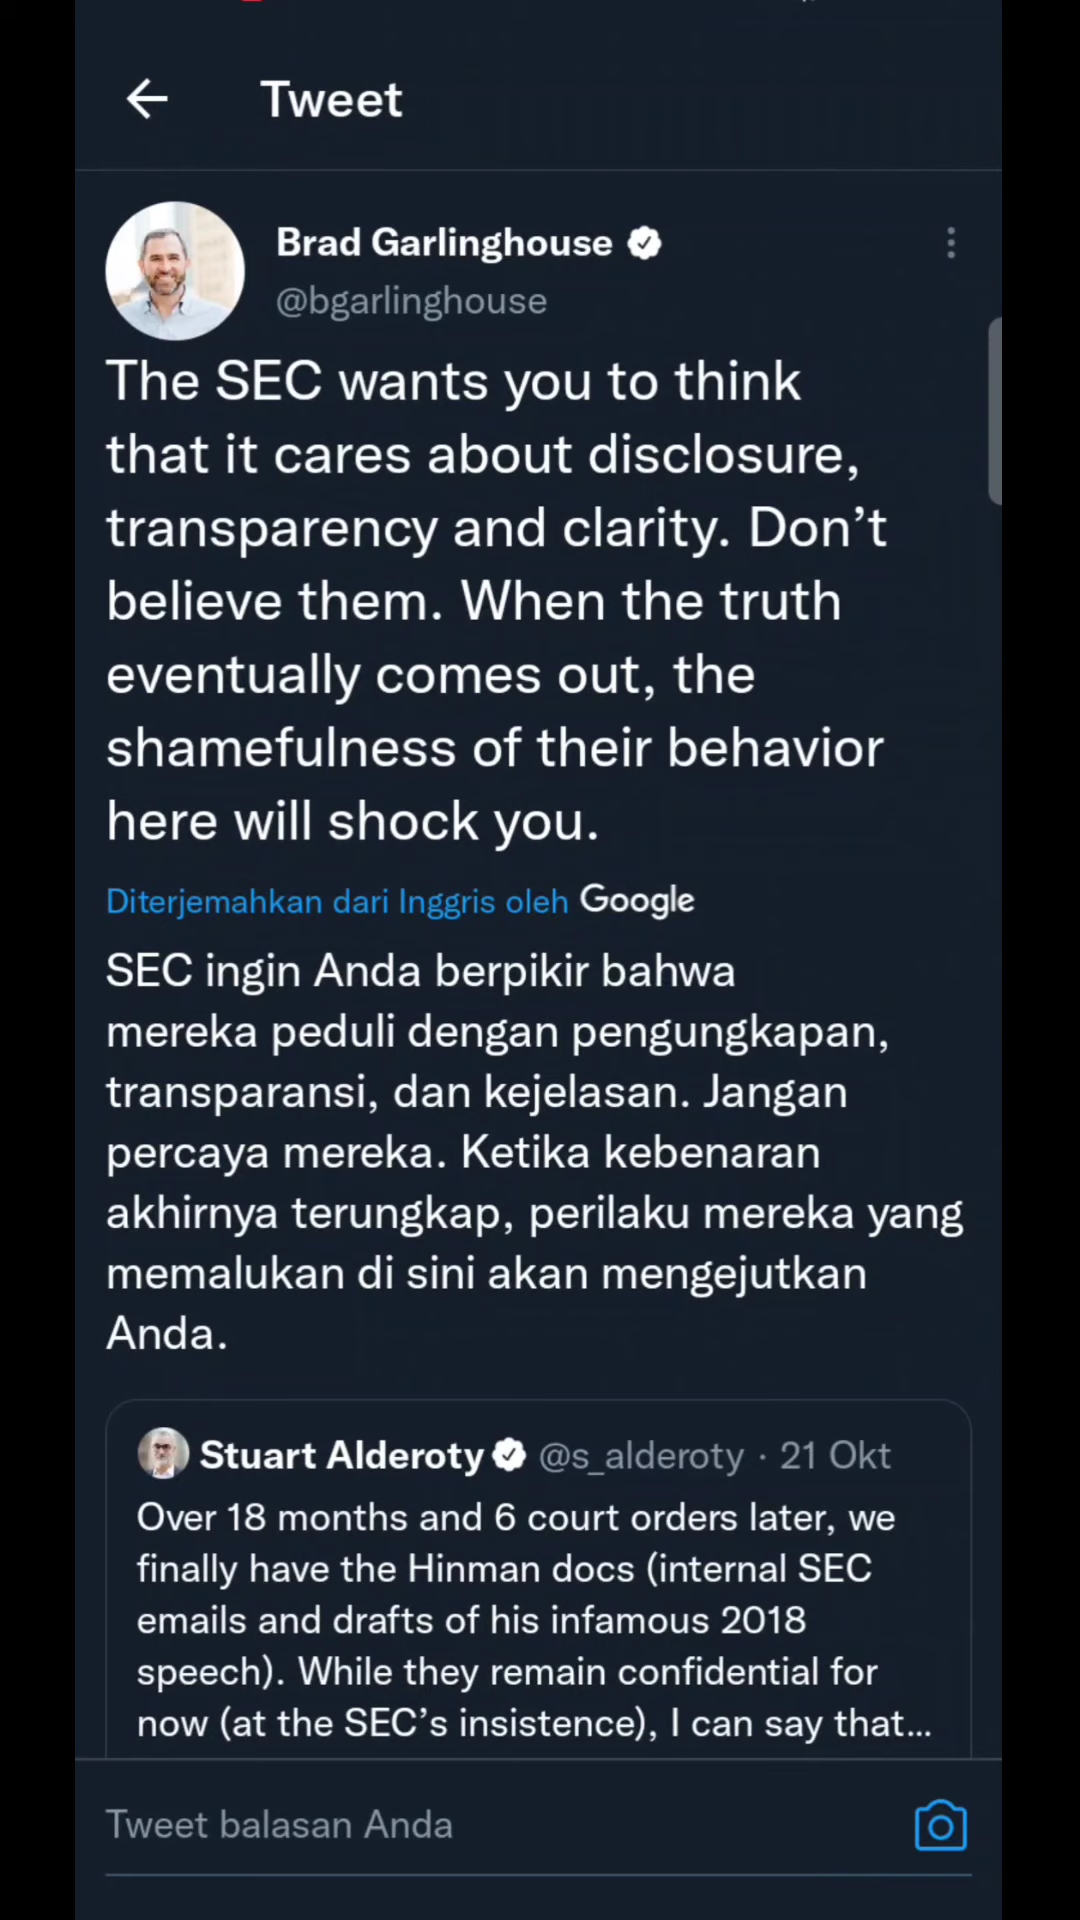 Tweet
Brad Garlinghouse
@bgarlinghouse
The SEC wants you to think
that it cares about disclosure,
transparency and clarity. Don’t
believe them. When the truth
eventually comes out, the
shamefulness of their behavior
here will shock you.
Diterjemahkan dari Inggris oleh Google
SEC ingin Anda berpikir bahwa
mereka peduli dengan pengungkapan,
transparansi, dan kejelasan. Jangan
percaya mereka. Ketika kebenaran
akhirnya terungkap, perilaku mereka yang
memalukan di sini akan mengejutkan
Anda.
Stuart Alderoty @s_alderoty · 21 Okt
Over 18 months and 6 court orders later, we
finally have the Hinman docs (internal SEC
emails and drafts of his infamous 2018
speech). While they remain confidential for
now (at the SEC’s insistence), I can say that...
Tweet balasan Anda